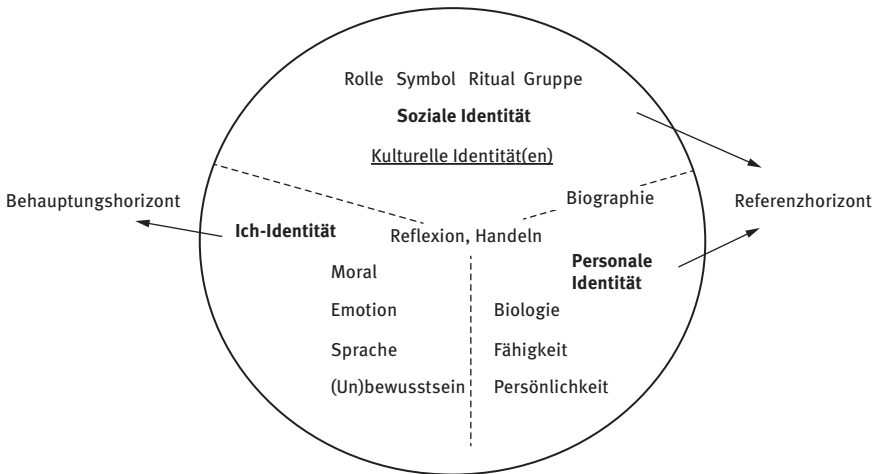 Rolle Symbol Ritual Gruppe
Soziale Identität
Kulturelle Identität(en)
Biographie
Behauptungshorizont
Referenzhorizont
Ich-Identität
Reflexion, Handeln
Personale
Identität
Moral
Emotion
Biologie
Sprache
Fähigkeit
(Un)bewusstsein
Persönlichkeit